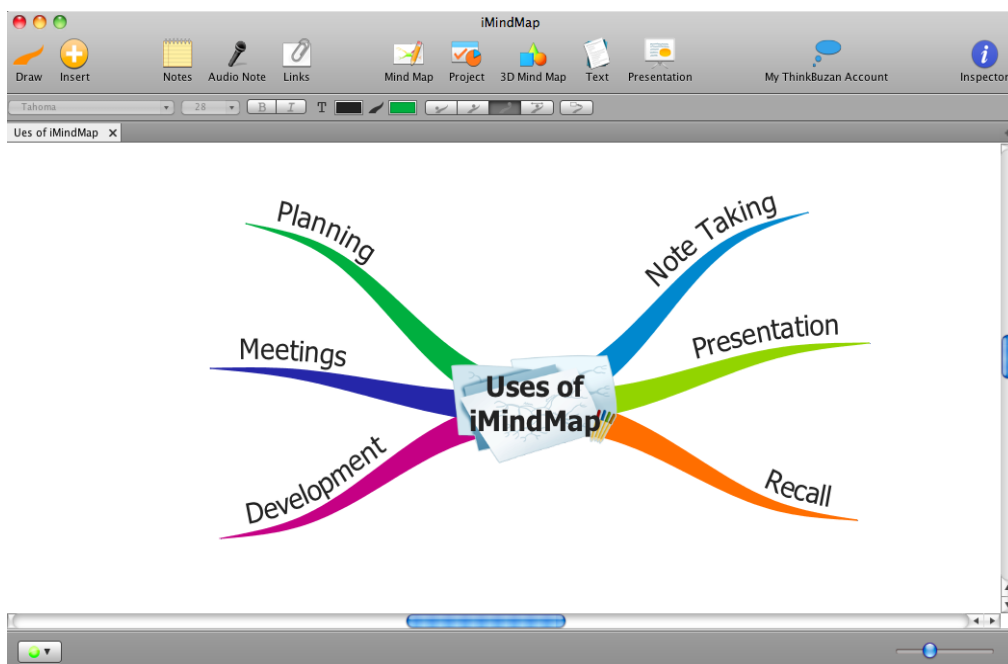 iMindMap
Draw Insert Notes Audio Note Links Mind Map Project 3D Mind Map Text Presentation My ThinkBuzan Account Inspector
Tahoma 28 B I T
Ues of iMindMap X
Planning
Note Taking
Meetings
Presentation
Uses of
iMindMap
Development
Recall